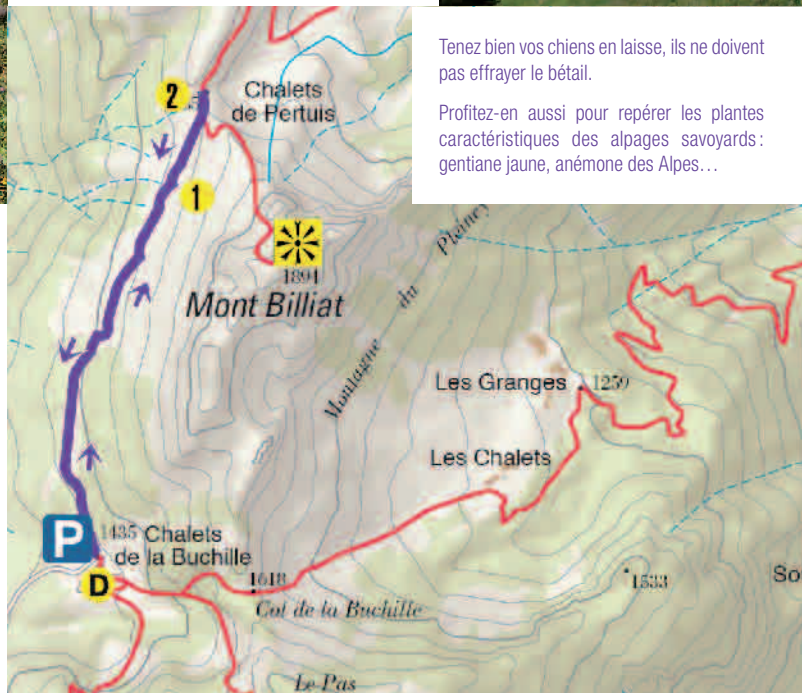 Tenez bien vos chiens en laisse, ils ne doivent
pas effrayer le bétail.
Profitez-en aussi pour repérer les plantes
caractéristiques des alpages savoyards :
gentiane jaune, anémone des Alpes…
2
Chalets
de Pertuis
1
1894
Mont Billiat
Montagne du Plainey
Les Granges
1259
Les Chalets
P
1435 Chalets
de la Buchille
D
1618
Col de la Buchille
1533
So
Le Pas